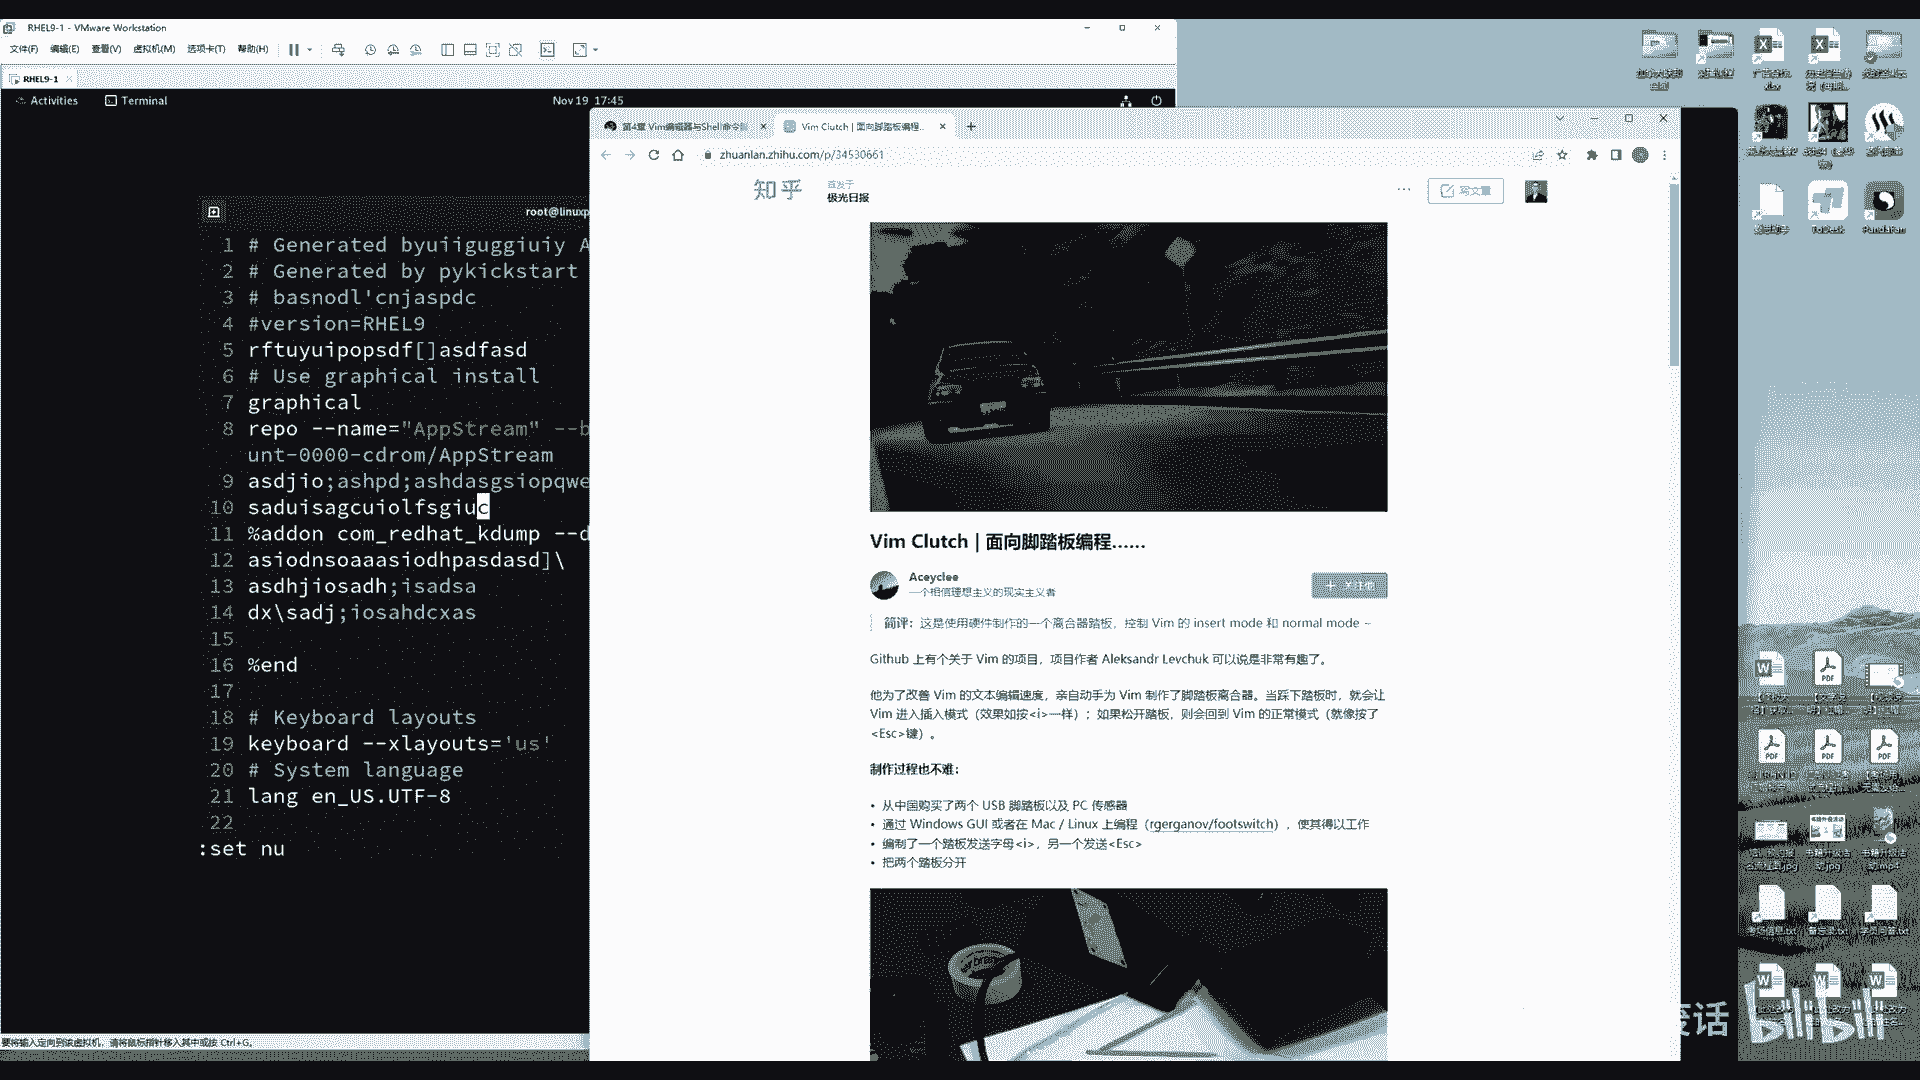 RHEL9-1 - VMware Workstation
文件(F) 编辑(E) 查看(V) 虚拟机(M) 选项卡(T) 帮助(H)
RHEL9-1
Activities Terminal Nov 19 17:45
root@linuxp
1 # Generated byuiiguggiuiy A
2 # Generated by pykickstart
3 # basnodl'cnjaspdc
4 #version=RHEL9
5 rftuyuipopsdf[]asdfasd
6 # Use graphical install
7 graphical
8 repo --name="AppStream" --b
unt-0000-cdrom/AppStream
9 asdjio;ashpd;ashdasgsiopqwe
10 saduisagcuiolfsgiuc
11 %addon com_redhat_kdump --d
12 asiodnsoaaasiodhpasdasd]\
13 asdhjiosadh;isadsa
14 dx\sadj;iosahdcxas
15
16 %end
17
18 # Keyboard layouts
19 keyboard --xlayouts='us'
20 # System language
21 lang en_US.UTF-8
22
:set nu
要将输入定向到该虚拟机，请将鼠标指针移入其中或按 Ctrl+G。
第4章 Vim编辑器与Shell命令
Vim Clutch | 面向脚踏板编程...
zhuanlan.zhihu.com/p/34530661
知乎
首发于
极光日报
写文章
Vim Clutch | 面向脚踏板编程……
Aceyclee
一个相信理想主义的现实主义者
+ 关注他
简评：这是使用硬件制作的一个离合器踏板，控制 Vim 的 insert mode 和 normal mode ~
Github 上有个关于 Vim 的项目，项目作者 Aleksandr Levchuk 可以说是非常有趣了。
他为了改善 Vim 的文本编辑速度，亲自动手为 Vim 制作了脚踏板离合器。当踩下踏板时，就会让
Vim 进入插入模式（效果如按<i>一样）；如果松开踏板，则会回到 Vim 的正常模式（就像按了
<Esc>键）。
制作过程也不难：
• 从中国购买了两个 USB 脚踏板以及 PC 传感器
• 通过 Windows GUI 或者在 Mac / Linux 上编程（rgerganov/footswitch），使其得以工作
• 编制了一个踏板发送字母<i>，另一个发送<Esc>
• 把两个踏板分开
xlsx
ToDesk
PandaFan
PDF
PDF PDF PDF
考场信息.txt 备忘录.txt 学员问答.txt
话
bilibili